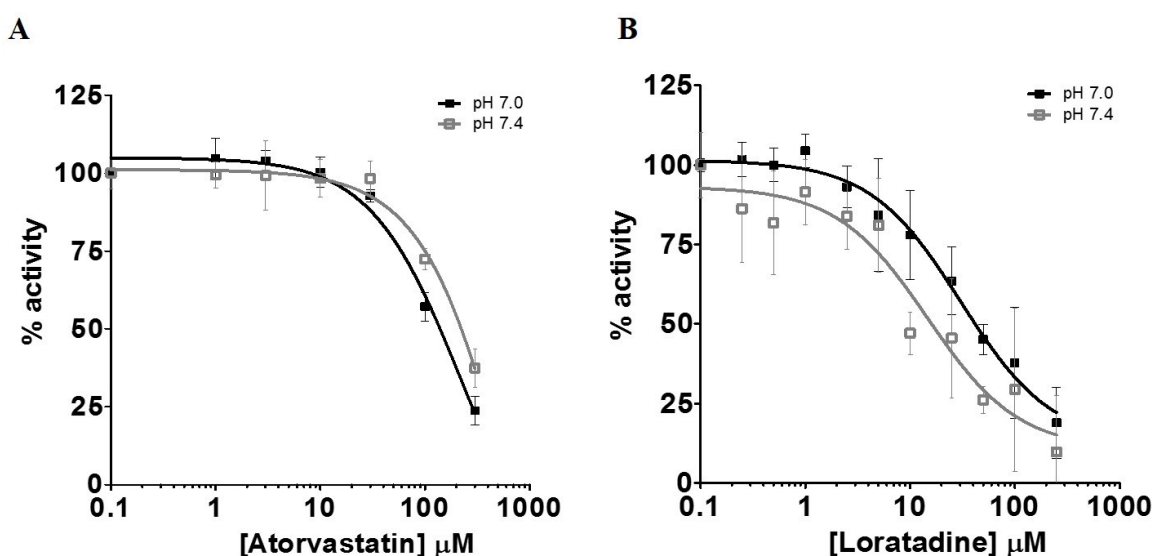 A
% activity
125
100
75
50
25
0
pH 7.0
pH 7.4
0.1 1 10 100 1000
[Atorvastatin] µM
B
% activity
125
100
75
50
25
0
pH 7.0
pH 7.4
0.1 1 10 100 1000
[Loratadine] µM